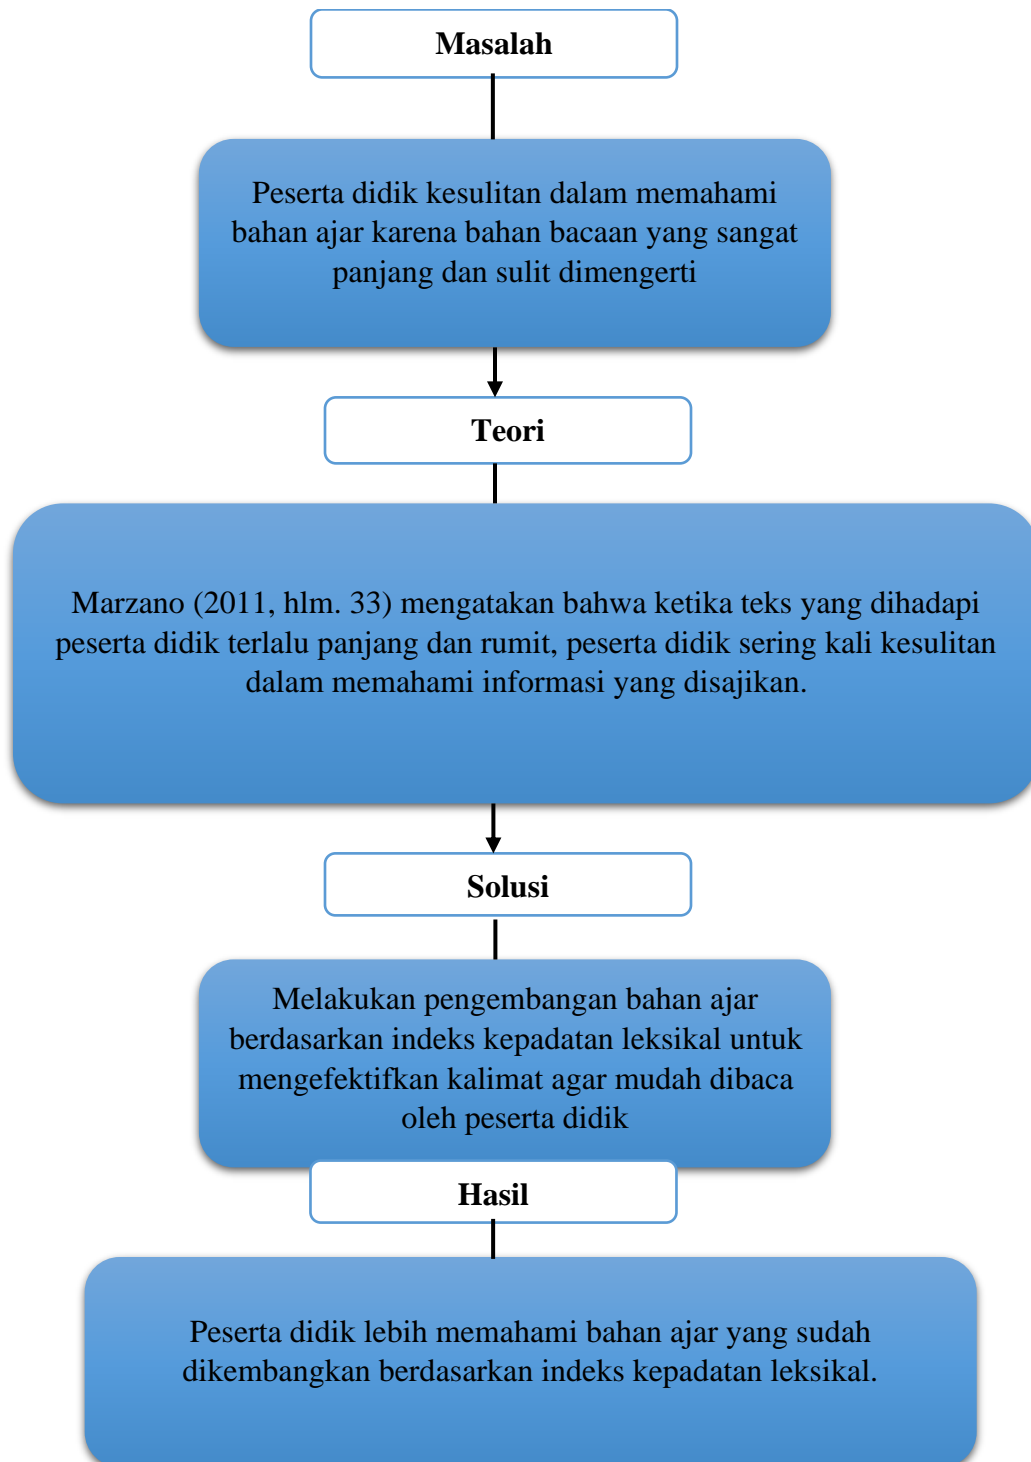 Masalah
Peserta didik kesulitan dalam memahami
bahan ajar karena bahan bacaan yang sangat
panjang dan sulit dimengerti
Teori
Marzano (2011, hlm. 33) mengatakan bahwa ketika teks yang dihadapi
peserta didik terlalu panjang dan rumit, peserta didik sering kali kesulitan
dalam memahami informasi yang disajikan.
Solusi
Melakukan pengembangan bahan ajar
berdasarkan indeks kepadatan leksikal untuk
mengefektifkan kalimat agar mudah dibaca
oleh peserta didik
Hasil
Peserta didik lebih memahami bahan ajar yang sudah
dikembangkan berdasarkan indeks kepadatan leksikal.